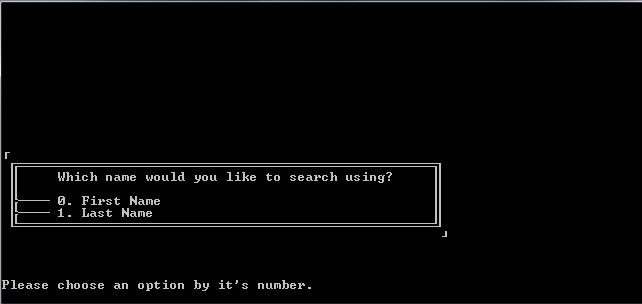 Which name would you like to search using?
0. First Name
1. Last Name
Please choose an option by it's number.